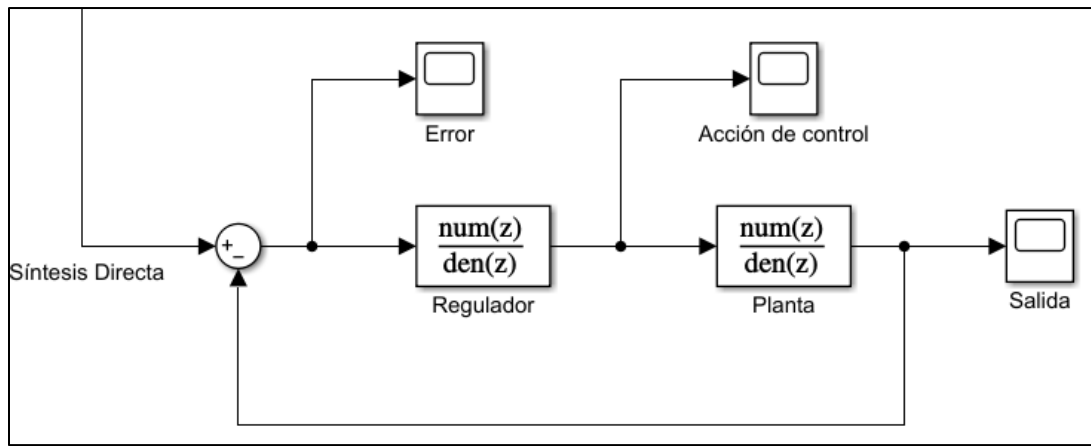 Error
Acción de control
+
−
num(z)
den(z)
num(z)
den(z)
Síntesis Directa
Regulador
Planta
Salida